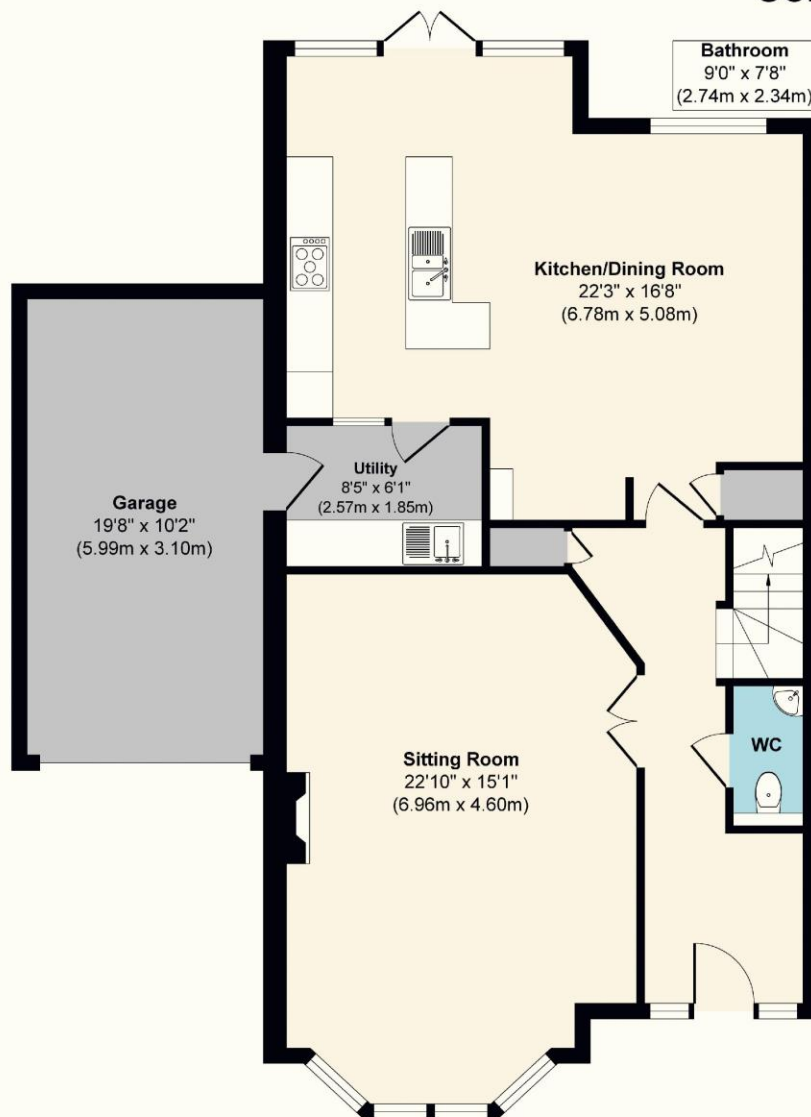 Bathroom
9'0" x 7'8"
(2.74m x 2.34m)
Kitchen/Dining Room
22'3" x 16'8"
(6.78m x 5.08m)
Utility
8'5" x 6'1"
(2.57m x 1.85m)
Garage
19'8" x 10'2"
(5.99m x 3.10m)
Sitting Room
22'10" x 15'1"
(6.96m x 4.60m)
WC